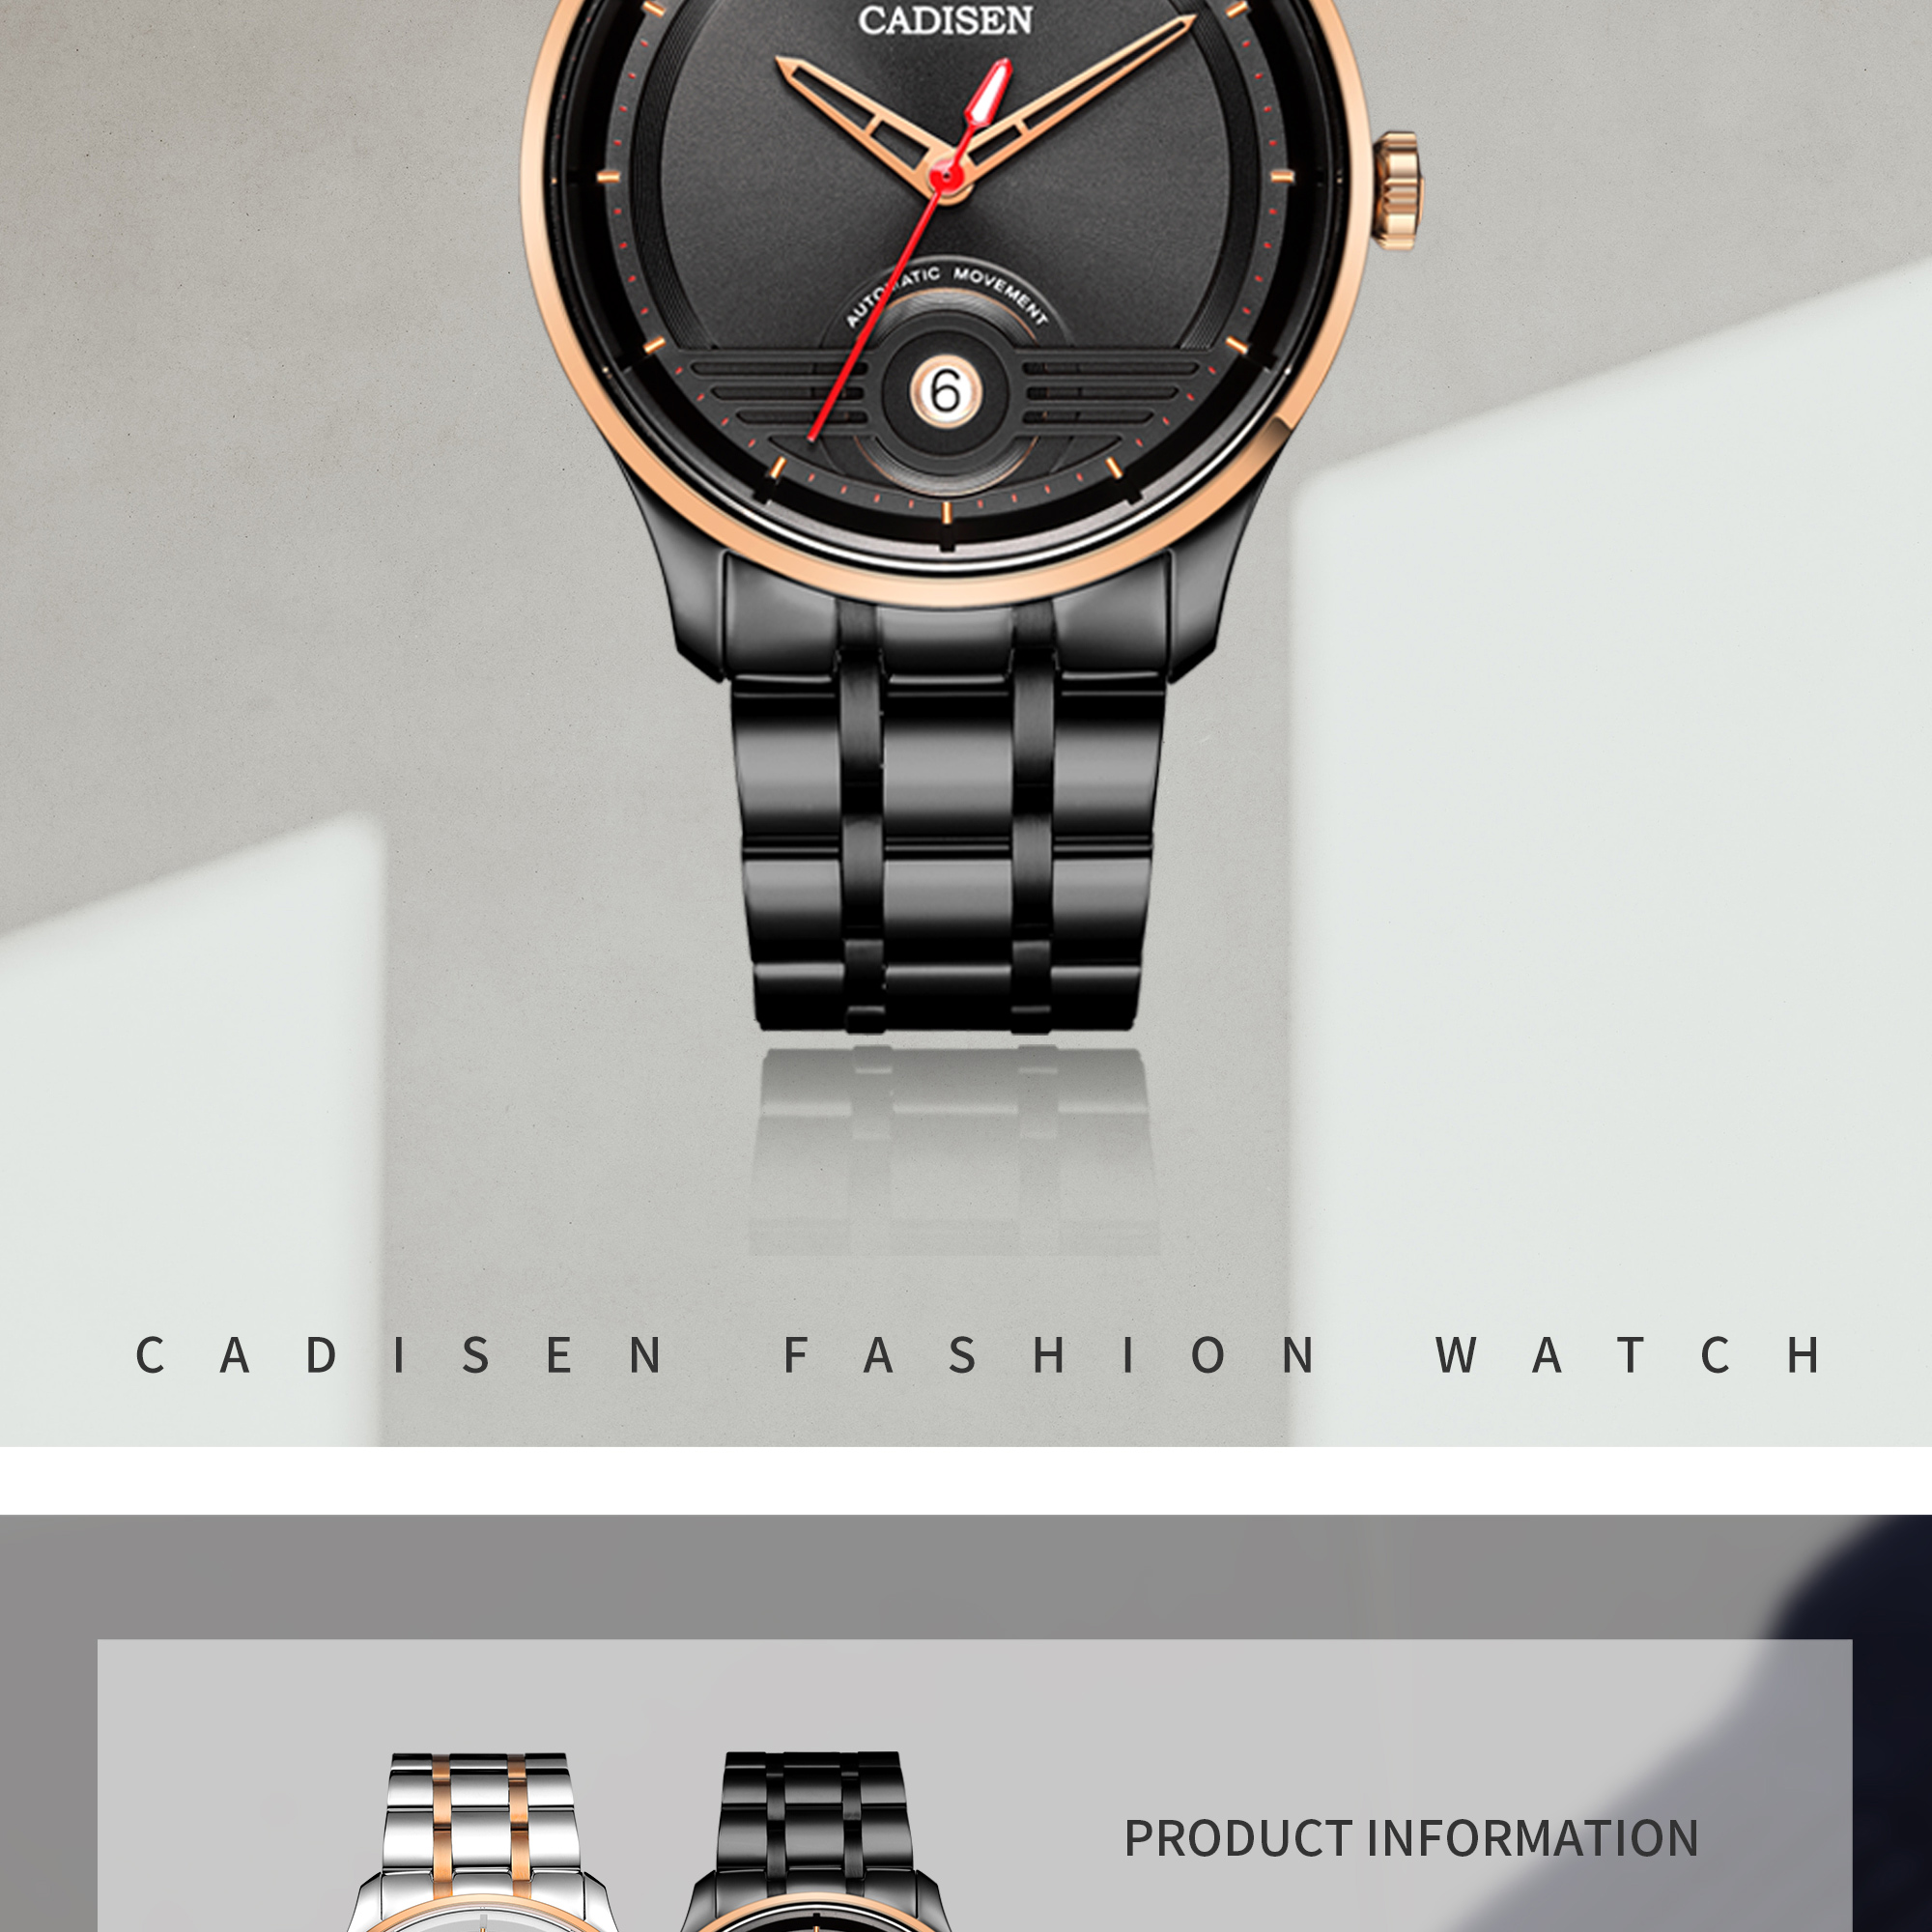 CADISEN
AUTOMATIC MOVEMENT
6
CADISEN FASHION WATCH
PRODUCT INFORMATION